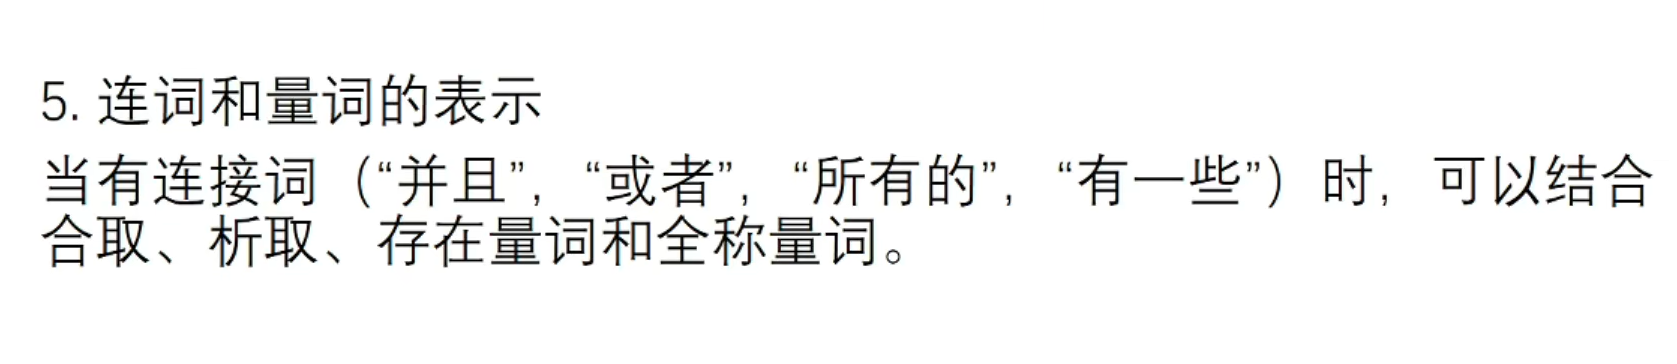 5. 连词和量词的表示
当有连接词（“并且”，“或者”，“所有的”，“有一些”）时，可以结合
合取、析取、存在量词和全称量词。